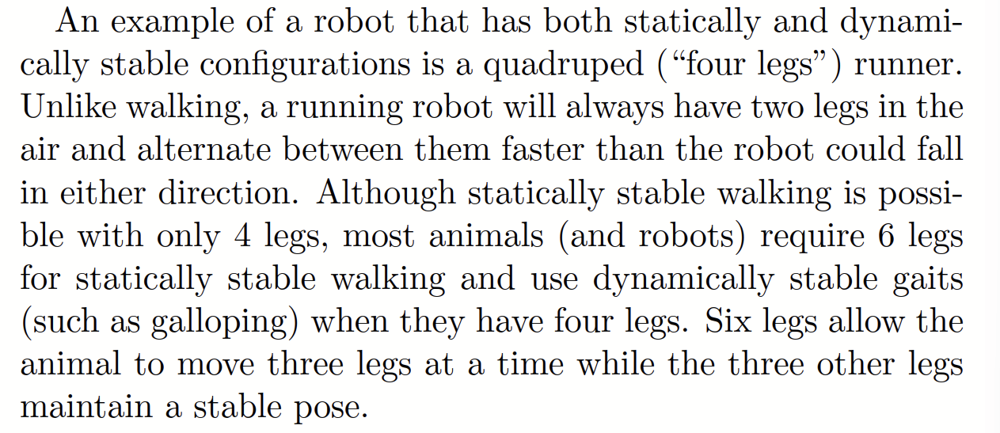 An example of a robot that has both statically and dynami-
cally stable configurations is a quadruped (“four legs”) runner.
Unlike walking, a running robot will always have two legs in the
air and alternate between them faster than the robot could fall
in either direction. Although statically stable walking is possi-
ble with only 4 legs, most animals (and robots) require 6 legs
for statically stable walking and use dynamically stable gaits
(such as galloping) when they have four legs. Six legs allow the
animal to move three legs at a time while the three other legs
maintain a stable pose.